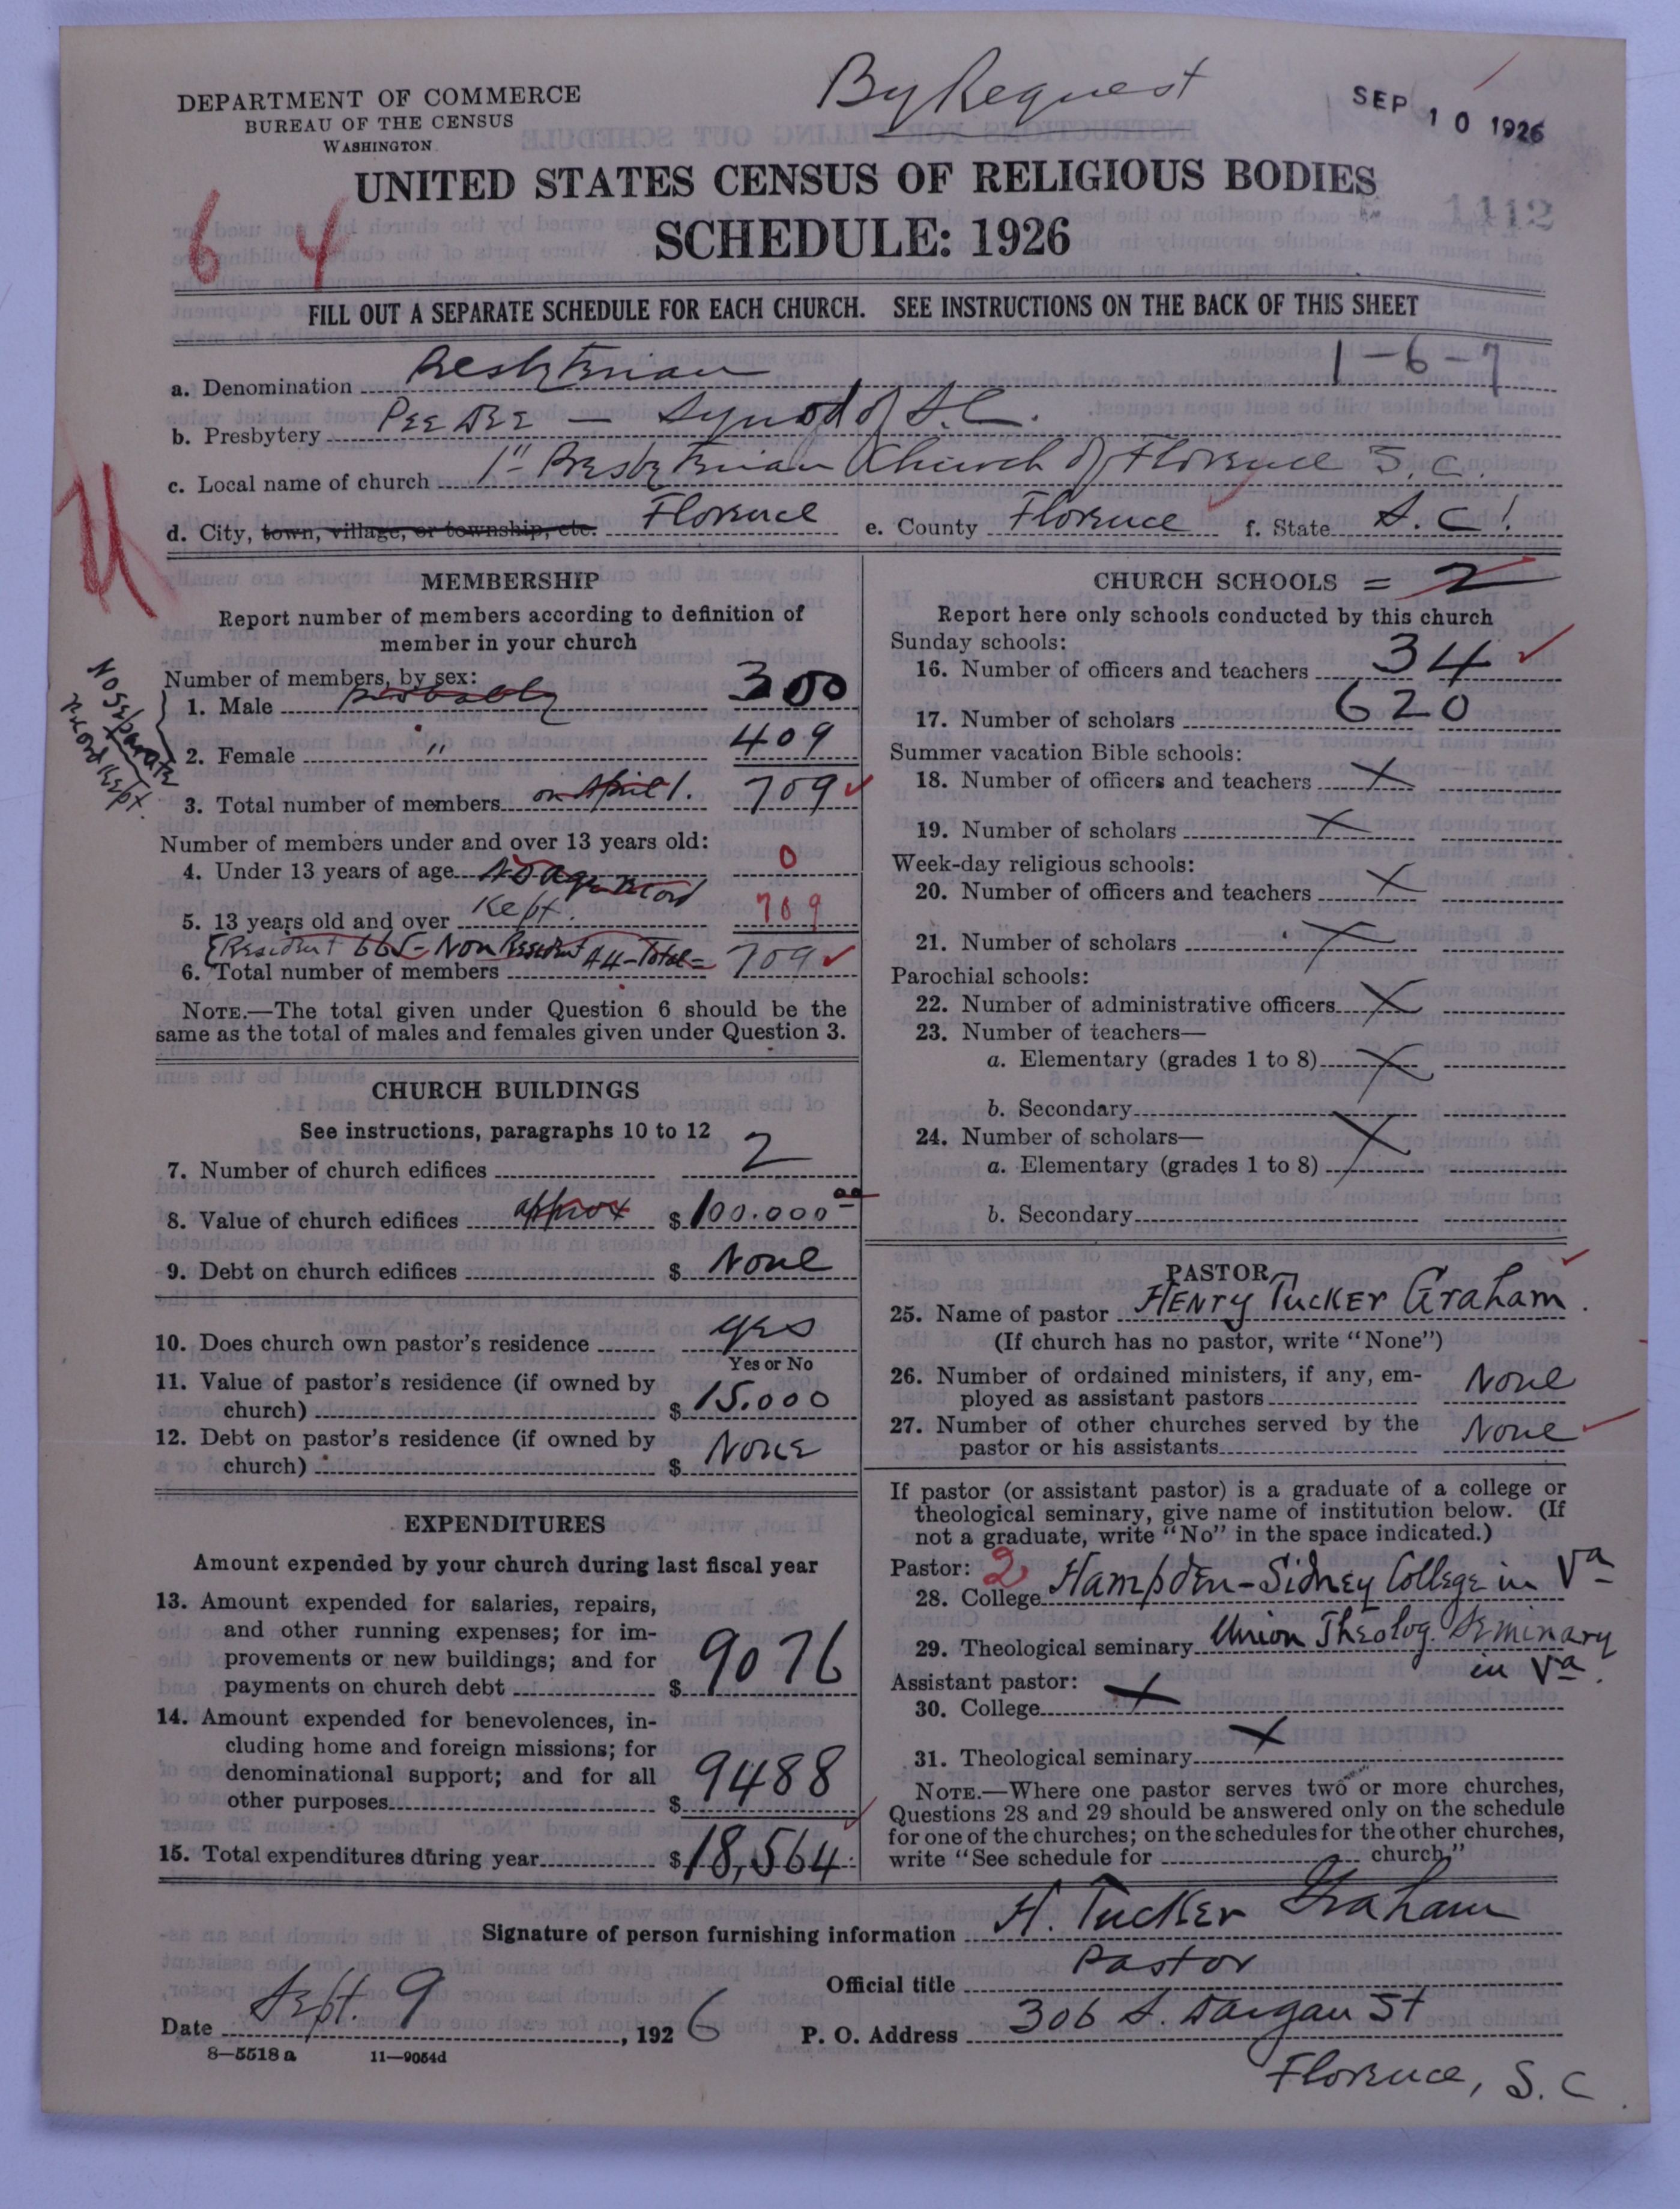 DEPARTMENT OF COMMERCE
BUREAU OF THE CENSUS
WASHINGTON
By Request
SEP 10 1926
UNITED STATES CENSUS OF RELIGIOUS BODIES
1412
6 4
SCHEDULE: 1926
FILL OUT A SEPARATE SCHEDULE FOR EACH CHURCH. SEE INSTRUCTIONS ON THE BACK OF THIS SHEET
1-6-7
a. Denomination Presbyterian
b. Presbytery PEE DEE — Synod of S.C.
c. Local name of church 1" Presbyterian Church of Florence S.C.
d. City, town, village, or township, etc. Florence e. County Florence f. State S. C.
MEMBERSHIP
Report number of members according to definition of
member in your church
Number of members, by sex:
No separate
record kept.
1. Male probably 300
2. Female " 409
3. Total number of members on April 1. 709
Number of members under and over 13 years old:
4. Under 13 years of age No age record 0
5. 13 years old and over Kept. 709
(Resident 665 - Non Resident 44 - Total =
6. Total number of members 709
NOTE.—The total given under Question 6 should be the
same as the total of males and females given under Question 3.
CHURCH BUILDINGS
See instructions, paragraphs 10 to 12
7. Number of church edifices 2
8. Value of church edifices approx $ 100.000 00
9. Debt on church edifices $ None
10. Does church own pastor's residence yes
Yes or No
11. Value of pastor's residence (if owned by
church) $ 15.000
12. Debt on pastor's residence (if owned by
church) $ None
EXPENDITURES
Amount expended by your church during last fiscal year
13. Amount expended for salaries, repairs,
and other running expenses; for im-
provements or new buildings; and for
payments on church debt $ 9076
14. Amount expended for benevolences, in-
cluding home and foreign missions; for
denominational support; and for all
other purposes $ 9488
15. Total expenditures during year $ 18,564
CHURCH SCHOOLS = 2
Report here only schools conducted by this church
Sunday schools:
16. Number of officers and teachers 34
17. Number of scholars 620
Summer vacation Bible schools:
18. Number of officers and teachers X
19. Number of scholars X
Week-day religious schools:
20. Number of officers and teachers X
21. Number of scholars X
Parochial schools:
22. Number of administrative officers X
23. Number of teachers—
a. Elementary (grades 1 to 8) X
b. Secondary
24. Number of scholars— X
a. Elementary (grades 1 to 8)
b. Secondary
PASTOR
25. Name of pastor HENRY TUCKER Graham.
(If church has no pastor, write "None")
26. Number of ordained ministers, if any, em-
ployed as assistant pastors None
27. Number of other churches served by the
pastor or his assistants None
If pastor (or assistant pastor) is a graduate of a college or
theological seminary, give name of institution below. (If
not a graduate, write "No" in the space indicated.)
Pastor: 2
28. College Hampden-Sidney College in Va
29. Theological seminary Union Theolog. Seminary
in Va.
Assistant pastor:
30. College X
31. Theological seminary X
NOTE.—Where one pastor serves two or more churches,
Questions 28 and 29 should be answered only on the schedule
for one of the churches; on the schedules for the other churches,
write "See schedule for church."
Signature of person furnishing information H. Tucker Graham
Official title Pastor
Date Sept. 9, 1926 P. O. Address 306 S. Dargan St
8-5518a 11-9054d
Florence, S. C